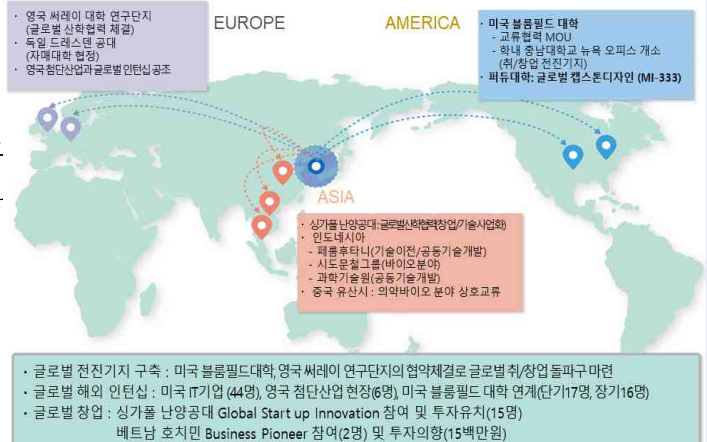 · 영국 써레이 대학 연구단지
(글로벌 산학협력 체결)
· 독일 드레스덴 공대
(자매대학 협정)
· 영국첨단산업과글로벌인턴십공조
EUROPE
AMERICA
· 미국 블룸필드 대학
- 교류협력 MOU
- 학내 충남대학교 뉴욕 오피스 개소
(취/창업 전진기지)
· 퍼듀대학: 글로벌 캡스톤디자인 (MI-333)
ASIA
· 싱가폴 난양공대:글로벌산학협력(창업/기술사업화)
· 인도네시아
- 페룸후타니(기술이전/공동기술개발)
- 시도문철그룹(바이오분야)
- 과학기술원(공동기술개발)
· 중국 유산시 : 의약바이오 분야 상호교류
· 글로벌 전진기지 구축 : 미국 블룸필드대학, 영국 써레이 연구단지의 협약체결로 글로벌 취/창업 돌파구 마련
· 글로벌 해외 인턴십 : 미국 IT기업 (44명), 영국 첨단산업 현장(6명), 미국 블룸필드 대학 연계(단기17명, 장기16명)
· 글로벌 창업 : 싱가폴 난양공대 Global Start up Innovation 참여 및 투자유치(15명)
베트남 호치민 Business Pioneer 참여(2명) 및 투자의향(15백만원)